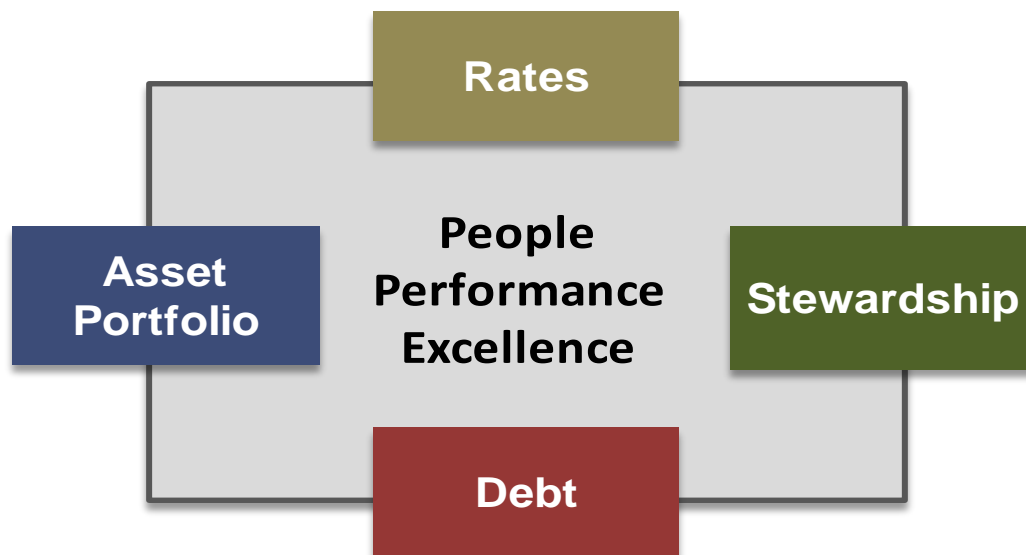 Rates
People
Performance
Excellence
Asset
Portfolio
Stewardship
Debt